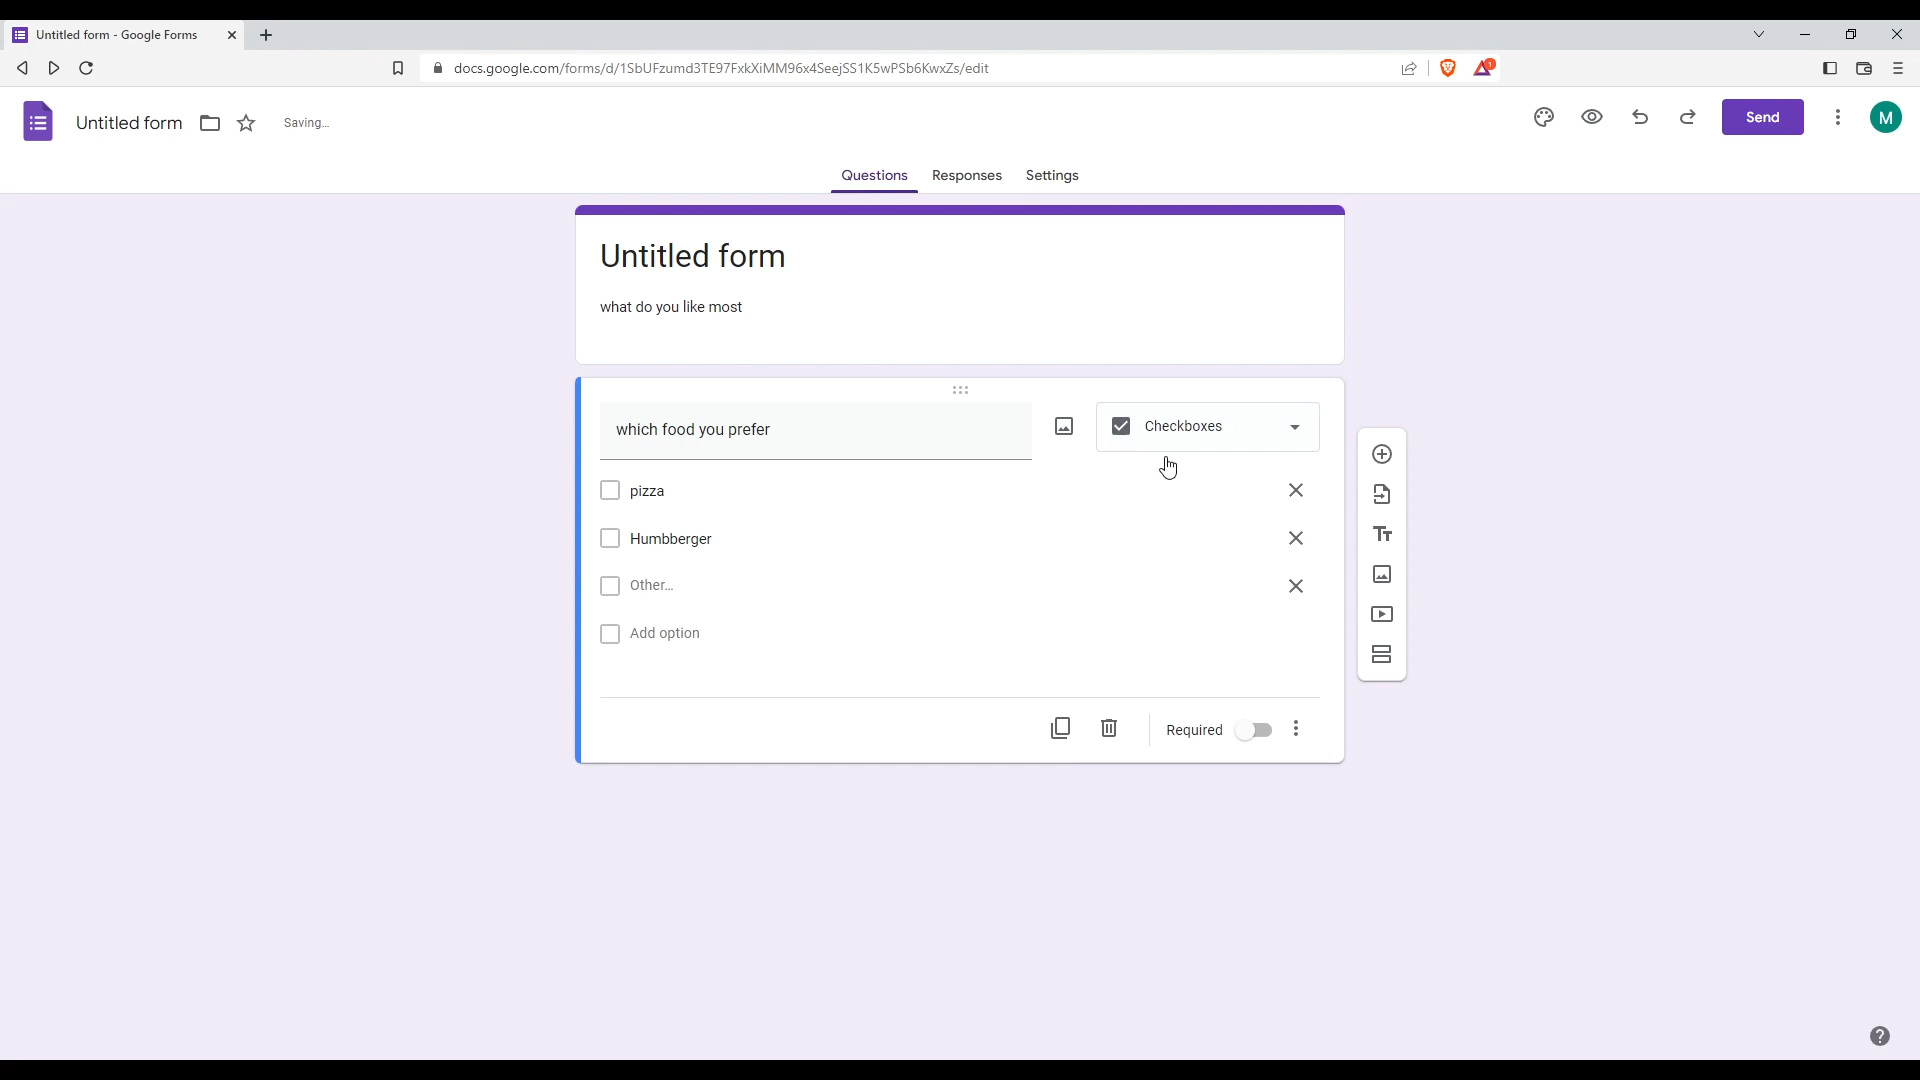 Untitled form - Google Forms
docs.google.com/forms/d/1SbUFzumd3TE97FxkXiMM96x4SeejSS1K5wPSb6KwxZs/edit
1
Untitled form
Saving...
Send
M
Questions
Responses
Settings
Untitled form
what do you like most
which food you prefer
Checkboxes
pizza
Humbberger
Other...
Add option
Required